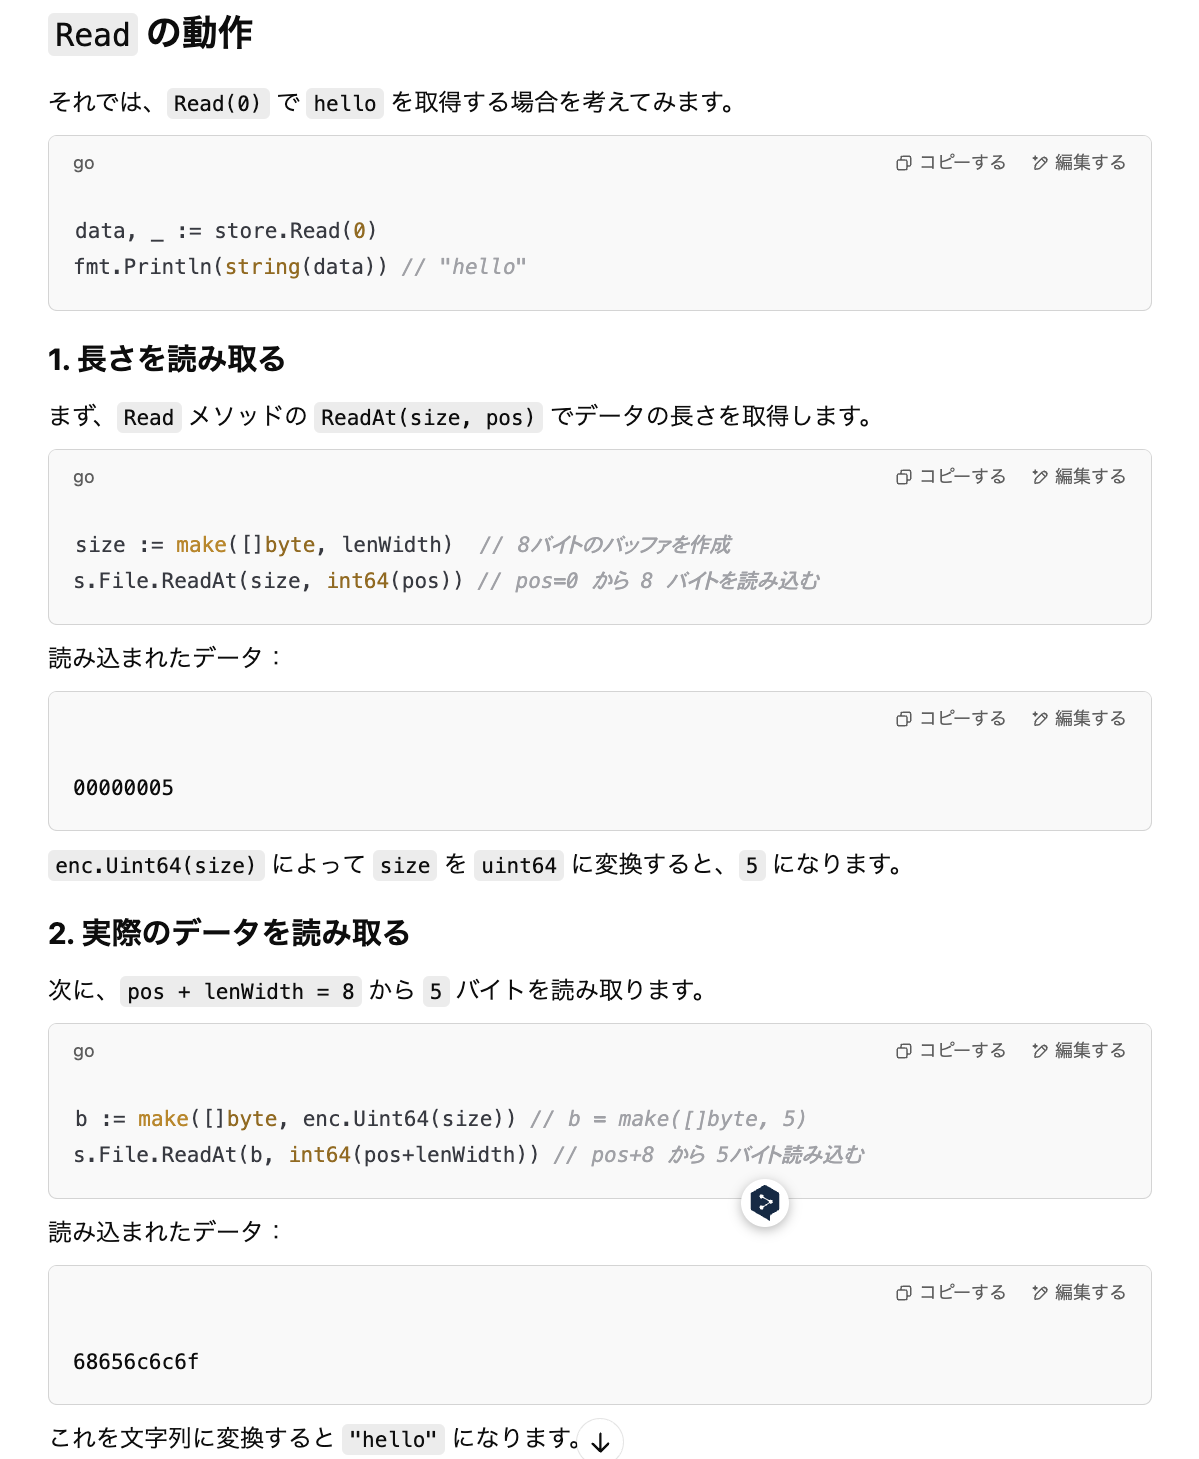 Read の動作
それでは、 Read(0) で hello を取得する場合を考えてみます。
go コピーする 編集する
data, _ := store.Read(0)
fmt.Println(string(data)) // "hello"
1. 長さを読み取る
まず、 Read メソッドの ReadAt(size, pos) でデータの長さを取得します。
go コピーする 編集する
size := make([]byte, lenWidth)  // 8バイトのバッファを作成
s.File.ReadAt(size, int64(pos)) // pos=0 から 8 バイトを読み込む
読み込まれたデータ：
コピーする 編集する
00000005
enc.Uint64(size) によって size を uint64 に変換すると、 5 になります。
2. 実際のデータを読み取る
次に、 pos + lenWidth = 8 から 5 バイトを読み取ります。
go コピーする 編集する
b := make([]byte, enc.Uint64(size)) // b = make([]byte, 5)
s.File.ReadAt(b, int64(pos+lenWidth)) // pos+8 から 5バイト読み込む
読み込まれたデータ：
コピーする 編集する
68656c6c6f
これを文字列に変換すると "hello" になります。